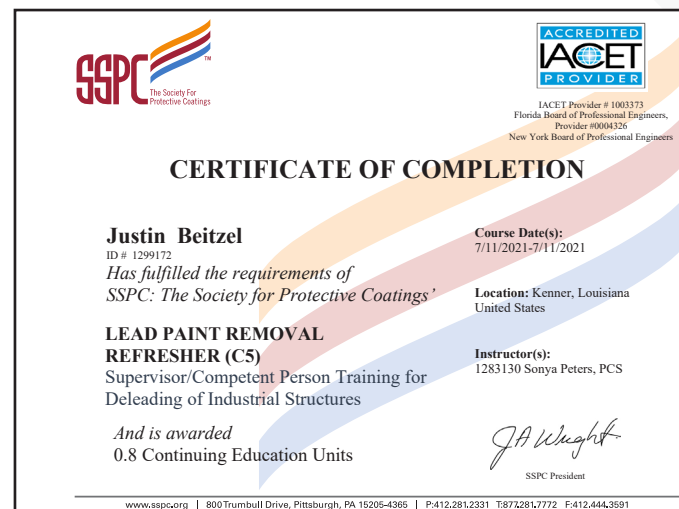 SSPC
TM
The Society For
Protective Coatings
ACCREDITED
IACET
PROVIDER
IACET Provider # 1003373
Florida Board of Professional Engineers,
Provider #0004326
New York Board of Professional Engineers
CERTIFICATE OF COMPLETION
Justin Beitzel
ID # 1299172
Has fulfilled the requirements of
SSPC: The Society for Protective Coatings’
LEAD PAINT REMOVAL
REFRESHER (C5)
Supervisor/Competent Person Training for
Deleading of Industrial Structures
And is awarded
0.8 Continuing Education Units
Course Date(s):
7/11/2021-7/11/2021
Location: Kenner, Louisiana
United States
Instructor(s):
1283130 Sonya Peters, PCS
J A Wright
SSPC President
www.sspc.org | 800 Trumbull Drive, Pittsburgh, PA 15205-4365 | P:412.281.2331 T:877.281.7772 F:412.444.3591